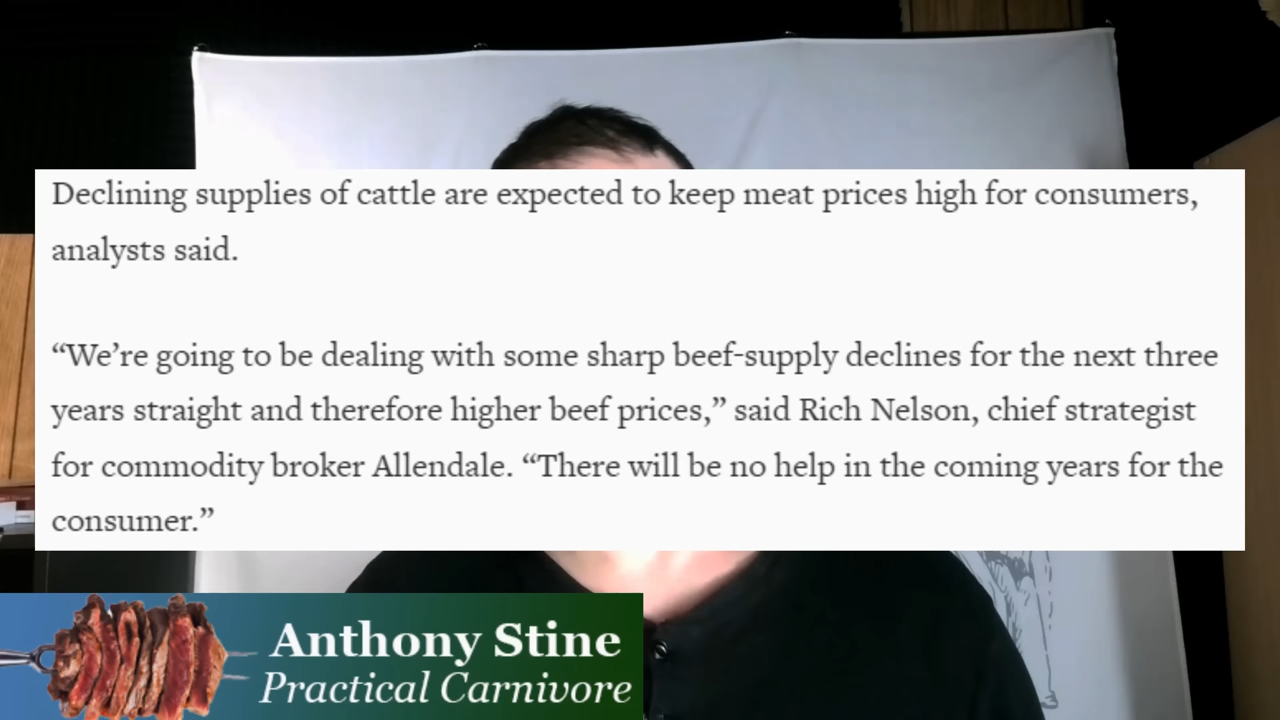 Declining supplies of cattle are expected to keep meat prices high for consumers,
analysts said.
“We’re going to be dealing with some sharp beef-supply declines for the next three
years straight and therefore higher beef prices,” said Rich Nelson, chief strategist
for commodity broker Allendale. “There will be no help in the coming years for the
consumer.”
Anthony Stine
Practical Carnivore